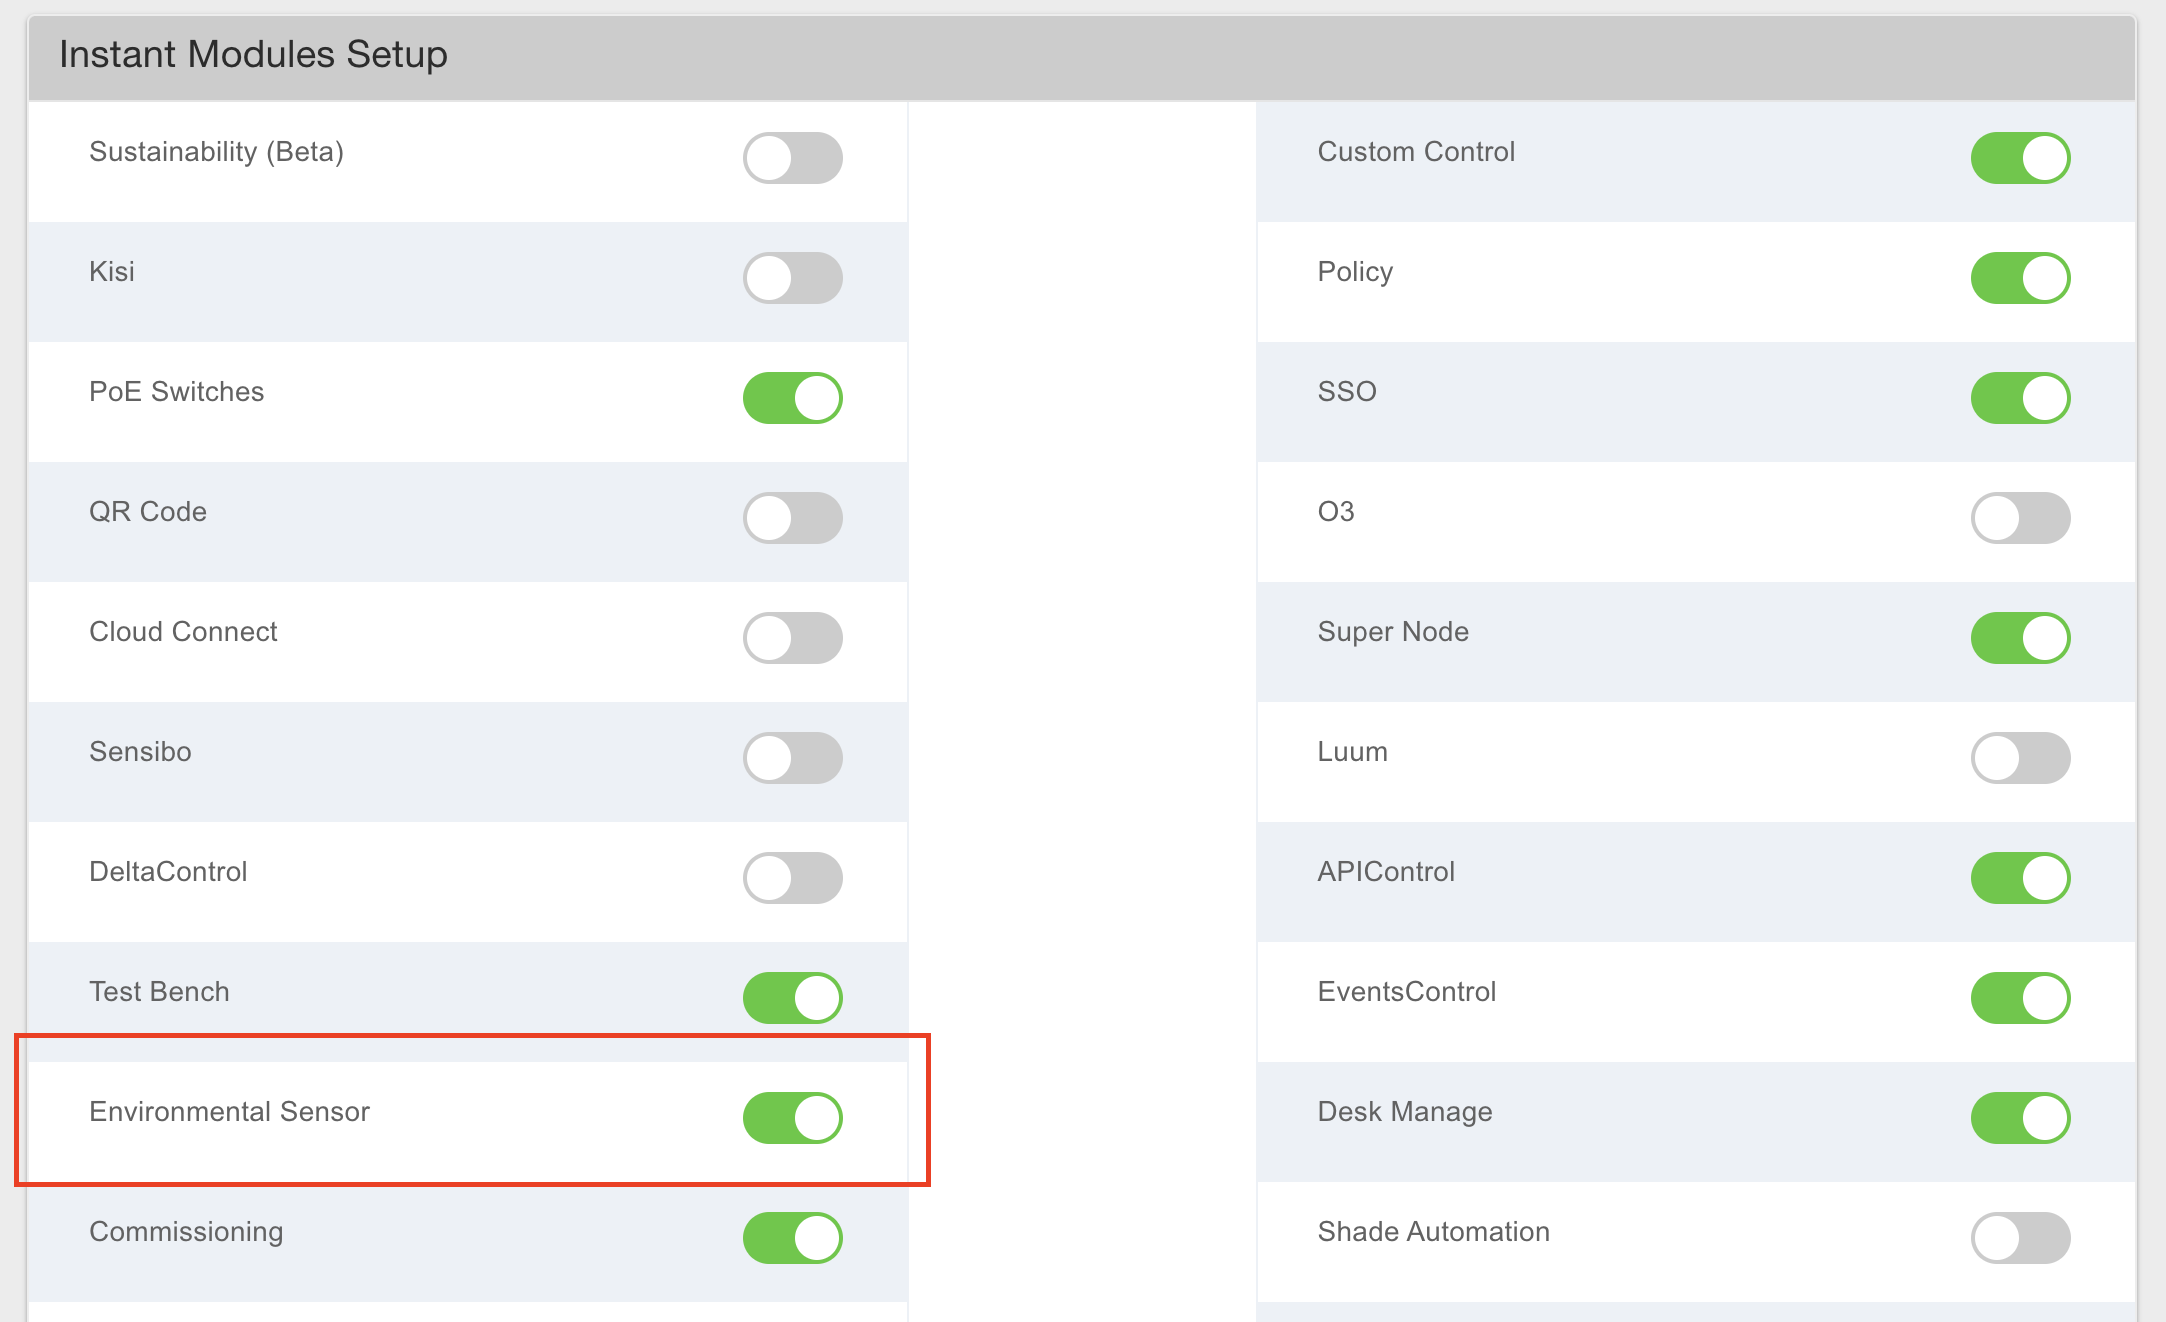 Instant Modules Setup
Sustainability (Beta)
Kisi
PoE Switches
QR Code
Cloud Connect
Sensibo
DeltaControl
Test Bench
Environmental Sensor
Commissioning
Custom Control
Policy
SSO
O3
Super Node
Luum
APIControl
EventsControl
Desk Manage
Shade Automation